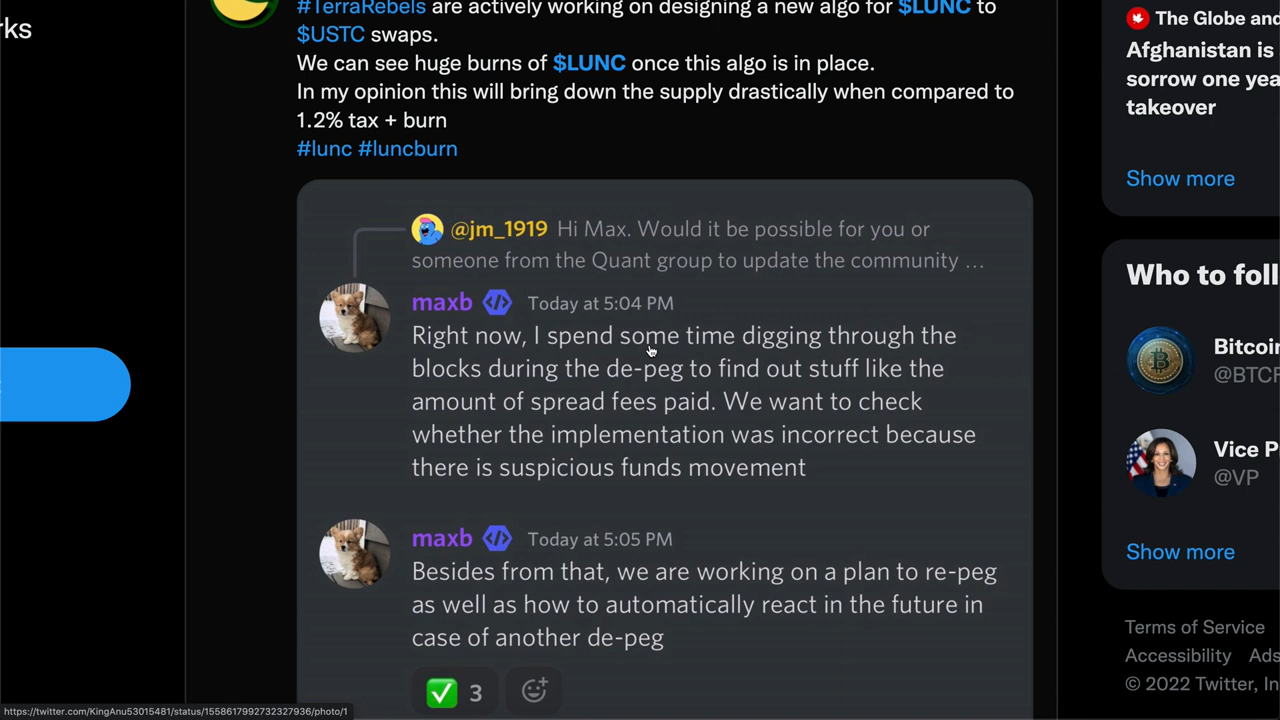 #TerraRebels are actively working on designing a new algo for $LUNC to
$USTC swaps.
We can see huge burns of $LUNC once this algo is in place.
In my opinion this will bring down the supply drastically when compared to
1.2% tax + burn
#lunc #luncburn
@jm_1919 Hi Max. Would it be possible for you or
someone from the Quant group to update the community ...
maxb Today at 5:04 PM
Right now, I spend some time digging through the
blocks during the de-peg to find out stuff like the
amount of spread fees paid. We want to check
whether the implementation was incorrect because
there is suspicious funds movement
maxb Today at 5:05 PM
Besides from that, we are working on a plan to re-peg
as well as how to automatically react in the future in
case of another de-peg
3
rks
The Globe and
Afghanistan is
sorrow one yea
takeover
Show more
Who to foll
Bitcoin
@BTCF
Vice P
@VP
Show more
Terms of Service
Accessibility Ads
© 2022 Twitter, In
https://twitter.com/KingAnu53015481/status/1558617992732327936/photo/1